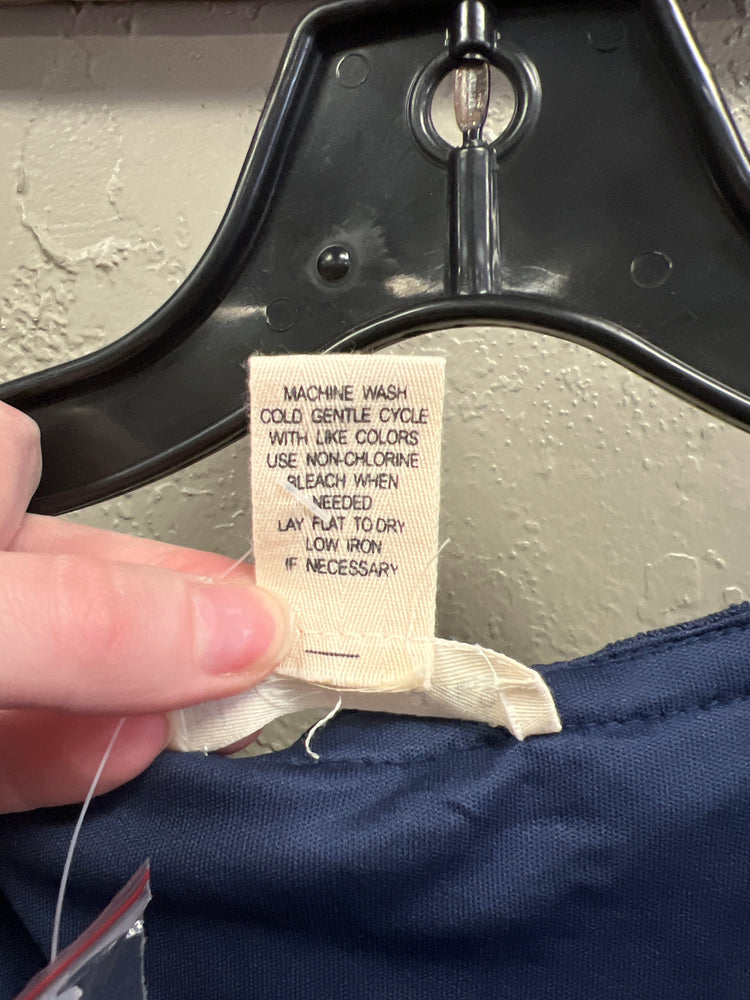 MACHINE WASH
COLD GENTLE CYCLE
WITH LIKE COLORS
USE NON-CHLORINE
BLEACH WHEN
NEEDED
LAY FLAT TO DRY
LOW IRON
IF NECESSARY